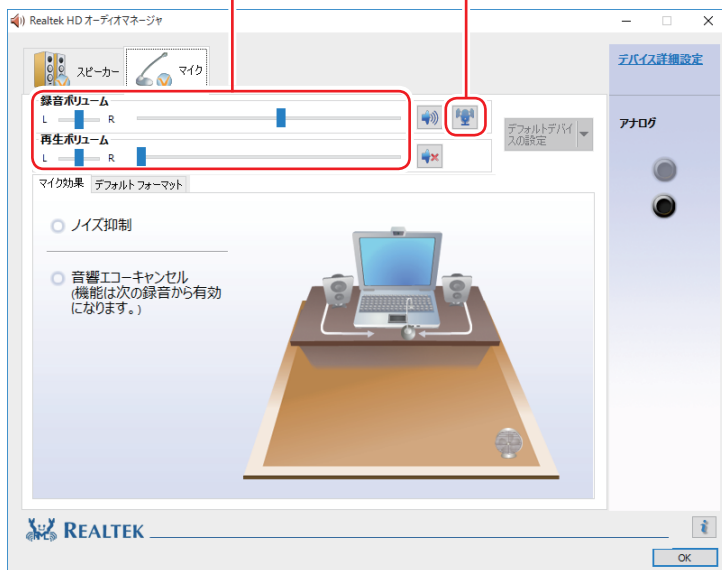 Realtek HD オーディオマネージャ
スピーカー
マイク
デバイス詳細設定
録音ボリューム
L R
デフォルトデバイ
スの設定
アナログ
再生ボリューム
L R
マイク効果 デフォルト フォーマット
ノイズ抑制
音響エコーキャンセル
(機能は次の録音から有効
になります。)
REALTEK
i
OK